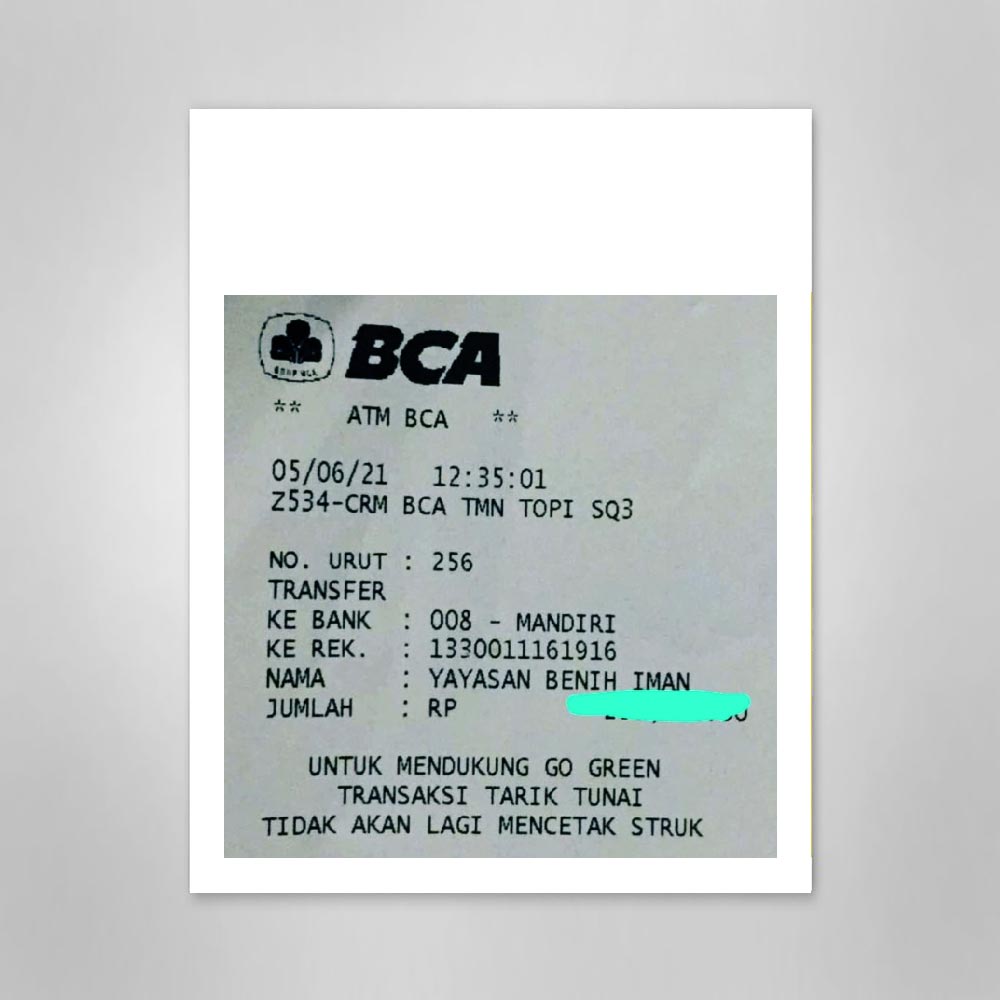 BCA
** ATM BCA **
05/06/21 12:35:01
Z534-CRM BCA TMN TOPI SQ3
NO. URUT : 256
TRANSFER
KE BANK : 008 - MANDIRI
KE REK. : 1330011161916
NAMA : YAYASAN BENIH IMAN
JUMLAH : RP
UNTUK MENDUKUNG GO GREEN
TRANSAKSI TARIK TUNAI
TIDAK AKAN LAGI MENCETAK STRUK